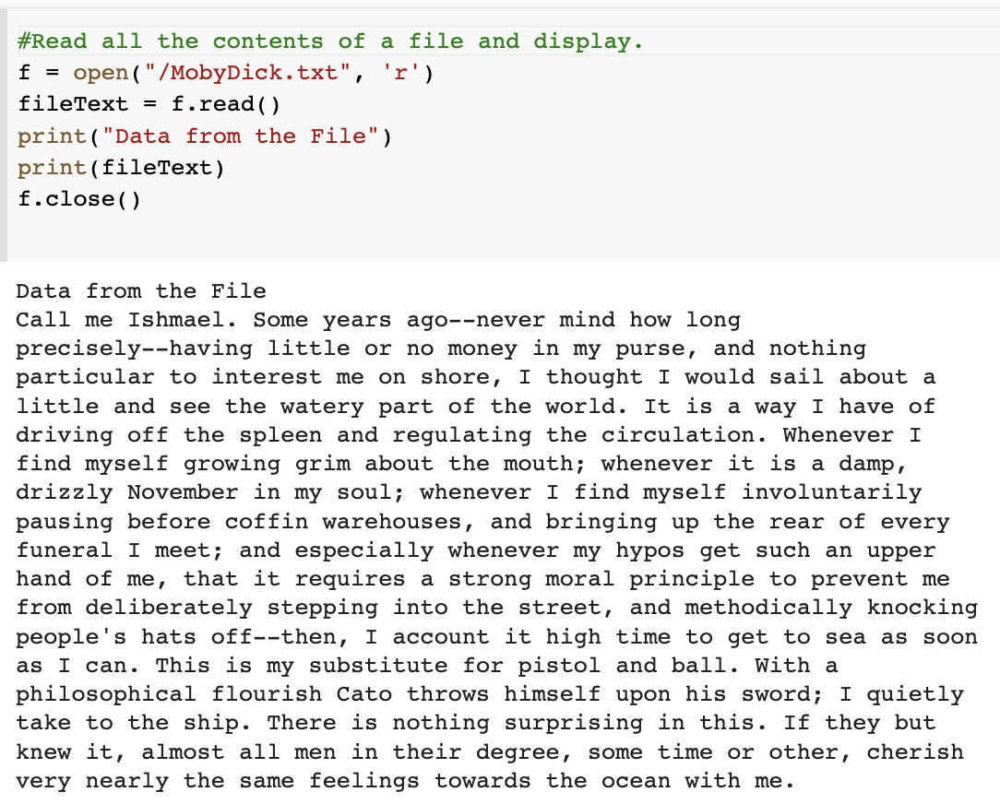 #Read all the contents of a file and display.
f = open("/MobyDick.txt", 'r')
fileText = f.read()
print("Data from the File")
print(fileText)
f.close()
Data from the File
Call me Ishmael. Some years ago--never mind how long
precisely--having little or no money in my purse, and nothing
particular to interest me on shore, I thought I would sail about a
little and see the watery part of the world. It is a way I have of
driving off the spleen and regulating the circulation. Whenever I
find myself growing grim about the mouth; whenever it is a damp,
drizzly November in my soul; whenever I find myself involuntarily
pausing before coffin warehouses, and bringing up the rear of every
funeral I meet; and especially whenever my hypos get such an upper
hand of me, that it requires a strong moral principle to prevent me
from deliberately stepping into the street, and methodically knocking
people's hats off--then, I account it high time to get to sea as soon
as I can. This is my substitute for pistol and ball. With a
philosophical flourish Cato throws himself upon his sword; I quietly
take to the ship. There is nothing surprising in this. If they but
knew it, almost all men in their degree, some time or other, cherish
very nearly the same feelings towards the ocean with me.